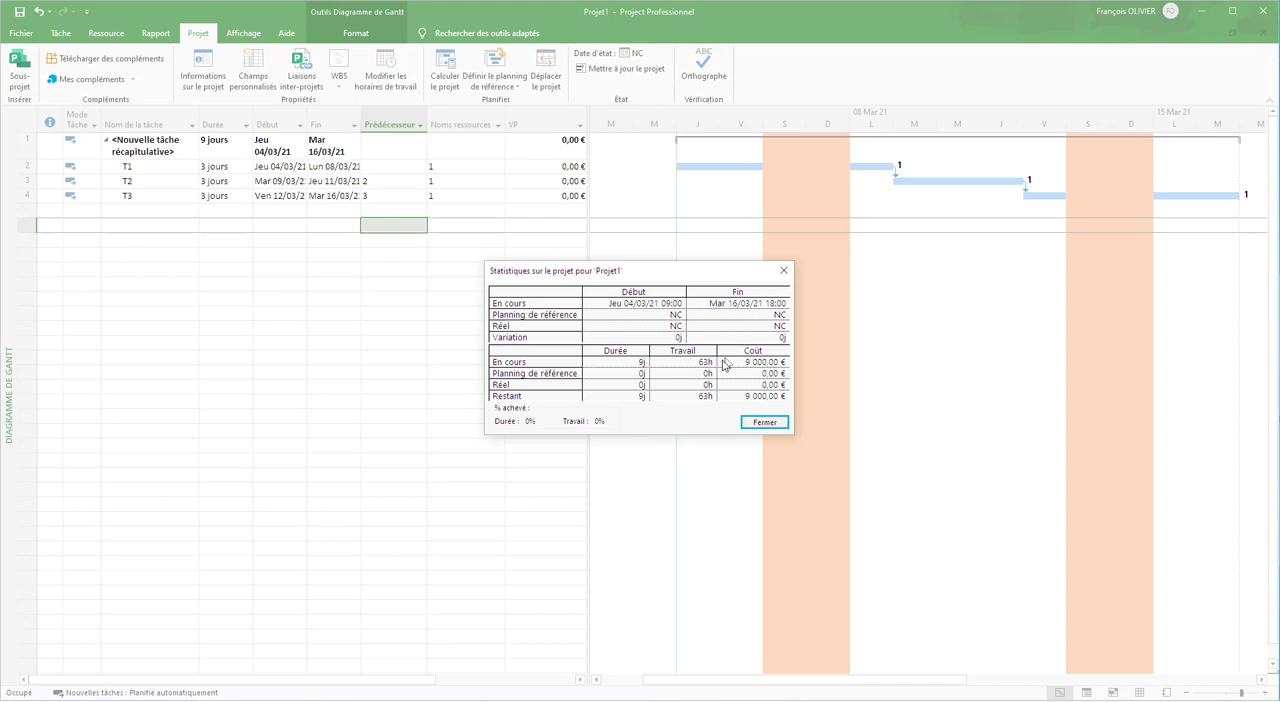 Outils Diagramme de Gantt
Projet1 - Project Professionnel
François OLIVIER
FO
Fichier
Tâche
Ressource
Rapport
Projet
Affichage
Aide
Format
Rechercher des outils adaptés
Sous-projet
Insérer
Télécharger des compléments
Mes compléments
Compléments
Informations sur le projet
Champs personnalisés
Liaisons inter-projets
WBS
Modifier les horaires de travail
Propriétés
Calculer le projet
Définir le planning de référence
Déplacer le projet
Planifier
Date d'état : NC
Mettre à jour le projet
État
ABC
Orthographe
Vérification
Mode Tâche
Nom de la tâche
Durée
Début
Fin
Prédécesseur
Noms ressources
VP
08 Mar 21
15 Mar 21
M M J V S D L M M J V S D L M M
1 <Nouvelle tâche récapitulative> 9 jours Jeu 04/03/21 Mar 16/03/21 0,00 €
2 T1 3 jours Jeu 04/03/21 Lun 08/03/21 1 0,00 €
3 T2 3 jours Mar 09/03/2 Jeu 11/03/21 2 1 0,00 €
4 T3 3 jours Ven 12/03/2 Mar 16/03/2 3 1 0,00 €
1
1
1
DIAGRAMME DE GANTT
Statistiques sur le projet pour 'Projet1'
Début Fin
En cours Jeu 04/03/21 09:00 Mar 16/03/21 18:00
Planning de référence NC NC
Réel NC NC
Variation 0j 0j
Durée Travail Coût
En cours 9j 63h 9 000,00 €
Planning de référence 0j 0h 0,00 €
Réel 0j 0h 0,00 €
Restant 9j 63h 9 000,00 €
% achevé :
Durée : 0% Travail : 0%
Fermer
Occupé
Nouvelles tâches : Planifié automatiquement